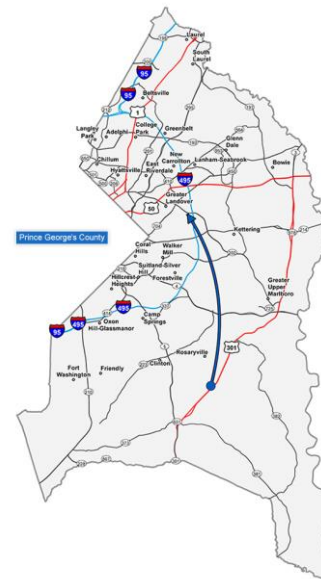 Laurel
South
Laurel
95
95
Beltsville
1
Langley
Park
Adelphi
College
Park
Greenbelt
Glenn
Dale
Chillum
New
Carrollton
Lanham-Seabrook
Bowie
East
Riverdale
Hyattsville
495
Greater
Landover
50
Kettering
Prince George's County
Coral
Hills
Walker
Mill
Suitland-Silver
Hill
Forestville
Hillcrest
Heights
Greater
Upper
Marlboro
495
95
495
Oxon
Hill-Glassmanor
Camp
Springs
301
Rosaryville
Clinton
Fort
Washington
Friendly